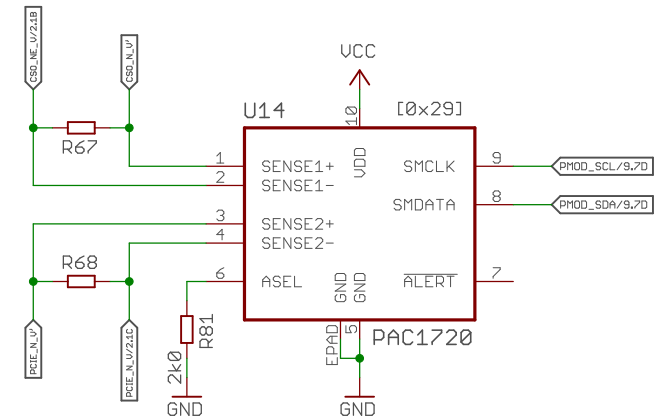 CSO_NE_V/2.1B
CSO_N_V'
VCC
U14
10
[0x29]
R67
1
SENSE1+
VDD
SMCLK
9
PMOD_SCL/9.7D
2
SENSE1-
3
SENSE2+
SMDATA
8
PMOD_SDA/9.7D
4
SENSE2-
R68
6
ASEL
GND
GND
ALERT
7
R81
2k0
EPAD
5
PAC1720
PCIE_N_V'
PCIE_N_V/2.1C
GND
GND